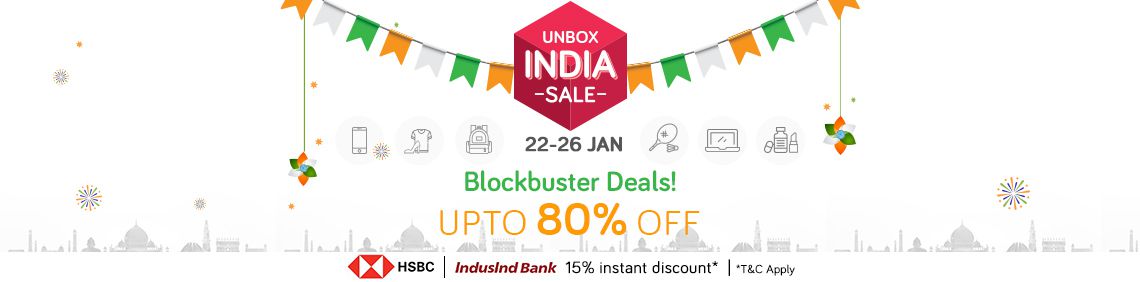 UNBOX
INDIA
-SALE-
22-26 JAN
Blockbuster Deals!
UPTO 80% OFF
HSBC | IndusInd Bank 15% instant discount* | *T&C Apply